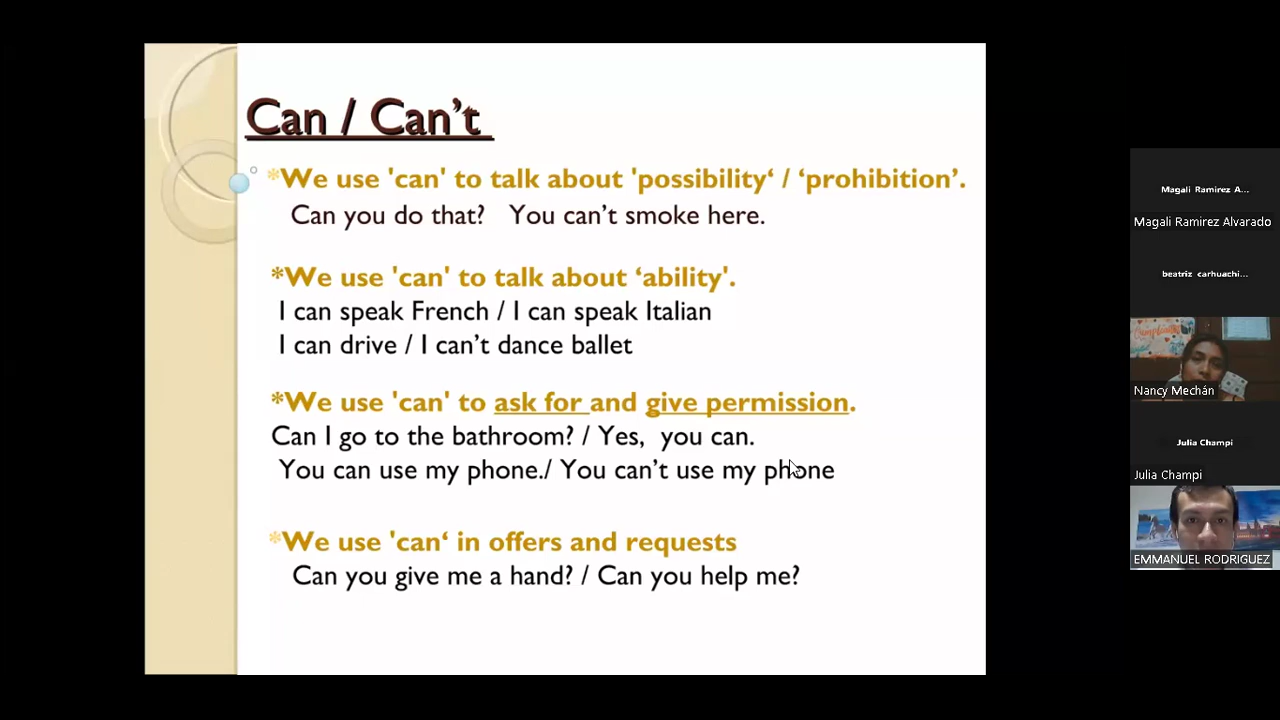 Can / Can’t
*We use 'can' to talk about 'possibility‘ / ‘prohibition’.
Can you do that? You can’t smoke here.
*We use 'can' to talk about ‘ability'.
I can speak French / I can speak Italian
I can drive / I can’t dance ballet
*We use 'can' to ask for and give permission.
Can I go to the bathroom? / Yes, you can.
You can use my phone./ You can’t use my phone
*We use 'can‘ in offers and requests
Can you give me a hand? / Can you help me?
Magali Ramirez A...
Magali Ramirez Alvarado
beatriz carhuachi...
Nancy Mechán
Julia Champi
Julia Champi
EMMANUEL RODRIGUEZ